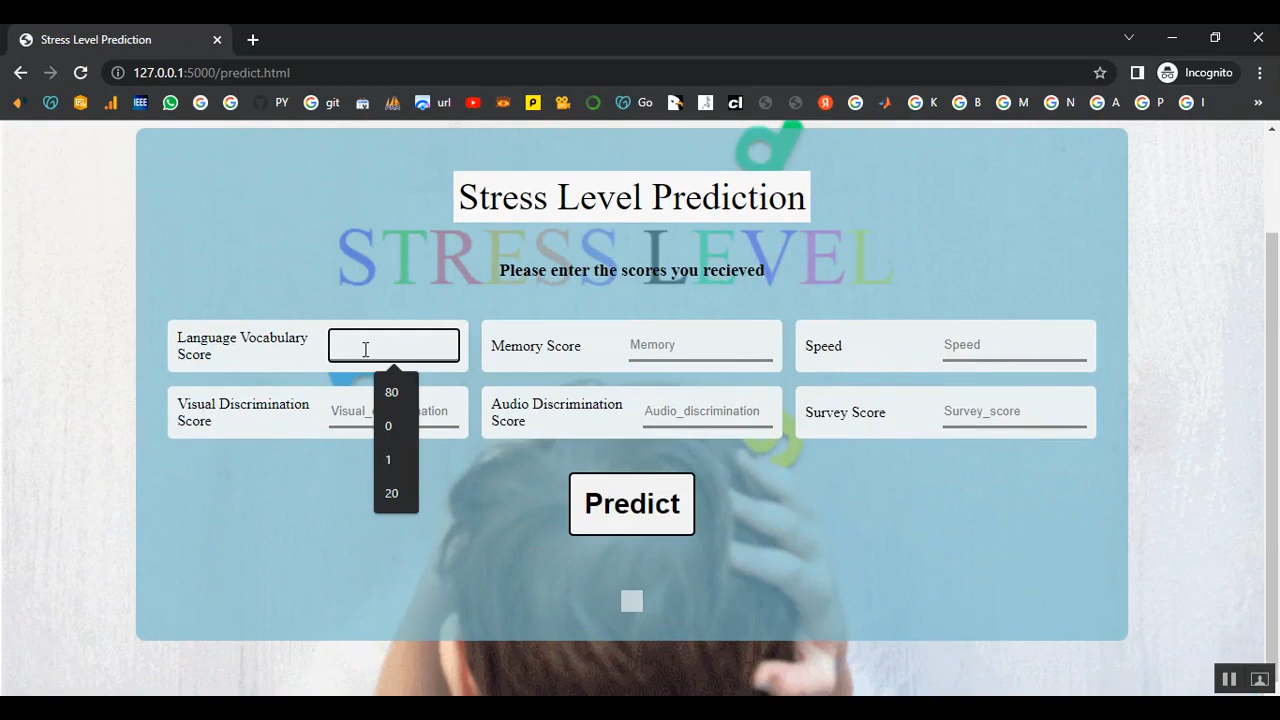 Stress Level Prediction
127.0.0.1:5000/predict.html
Incognito
IEEE
PY
git
url
Go
K
B
M
N
A
P
I
»
Stress Level Prediction
STRESS LEVEL
Please enter the scores you recieved
Language Vocabulary
Score
Memory Score
Memory
Speed
Speed
80
0
1
20
Visual Discrimination
Score
Audio Discrimination
Score
Audio_discrimination
Survey Score
Survey_score
Predict